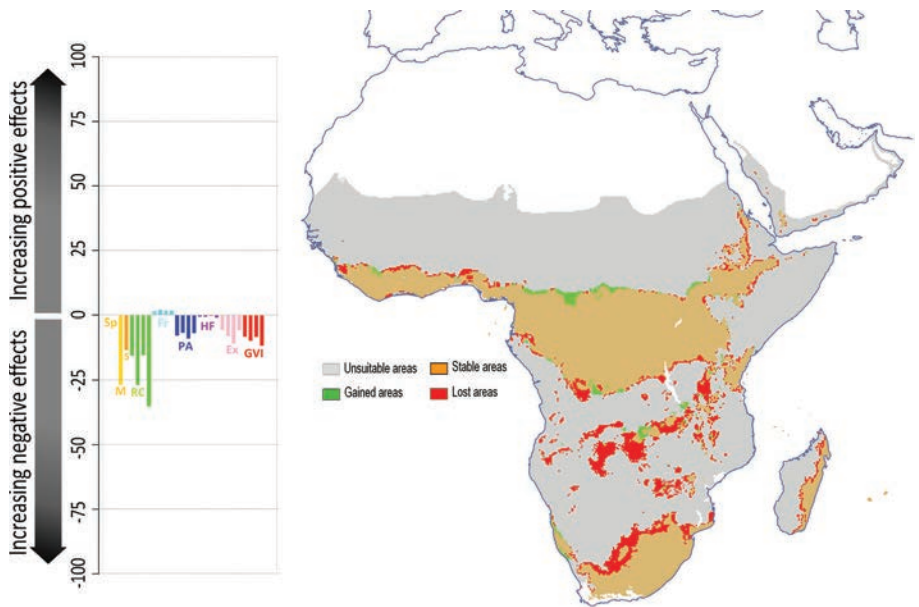 Increasing positive effects
Increasing negative effects
100
75
50
25
0
-25
-50
-75
-100
Sp
M
S
RC
Fr
PA
HF
Ex
GVI
Unsuitable areas
Stable areas
Gained areas
Lost areas